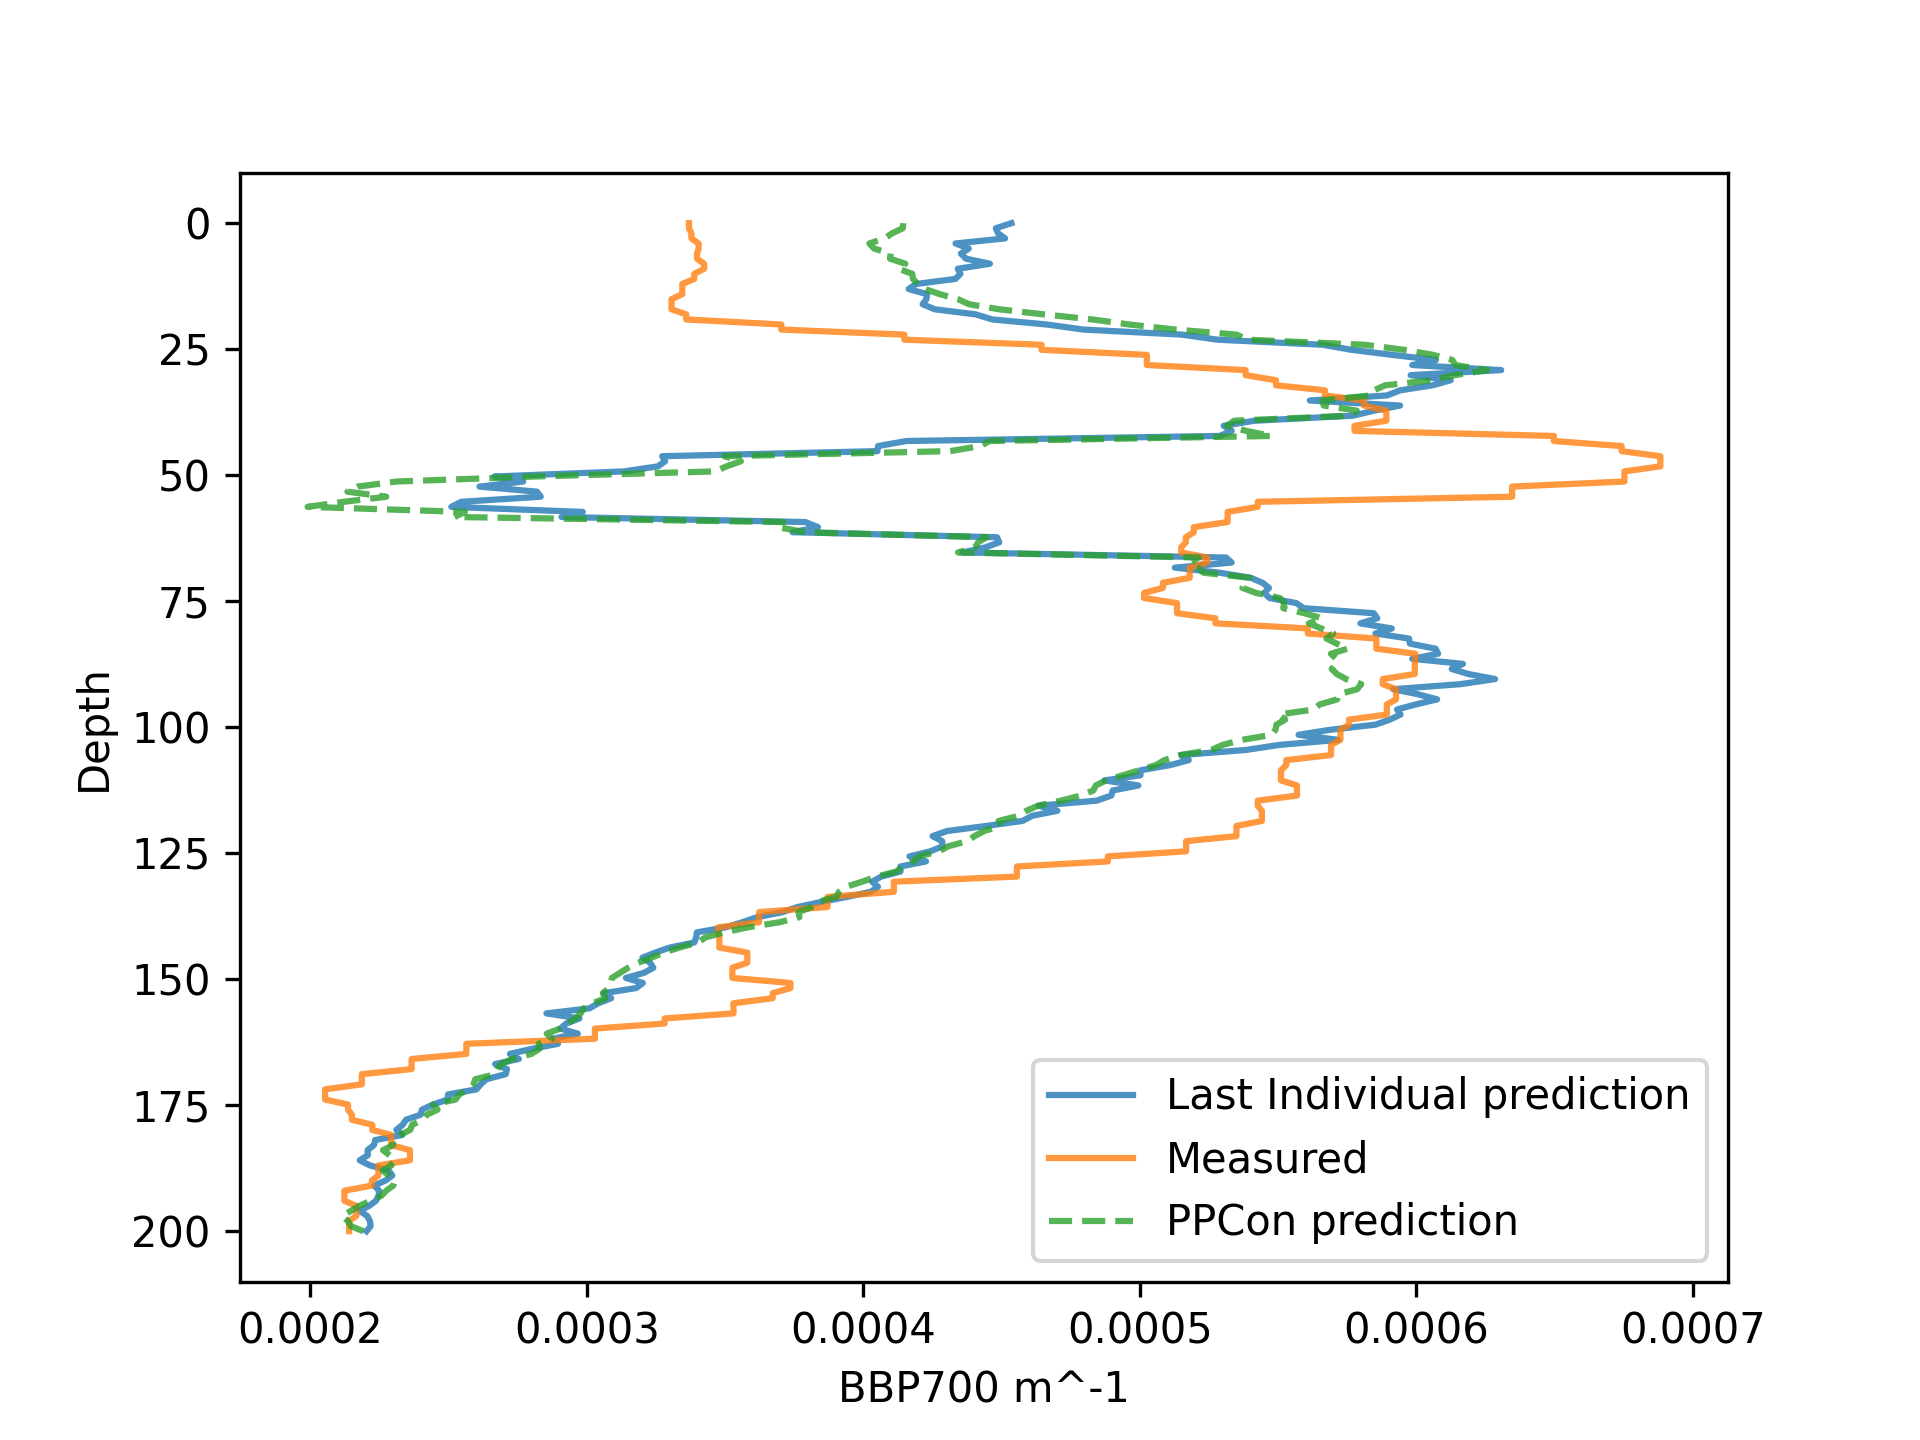 0
25
50
75
100
125
150
175
200
Depth
0.0002 0.0003 0.0004 0.0005 0.0006 0.0007
BBP700 m^-1
Last Individual prediction
Measured
PPCon prediction